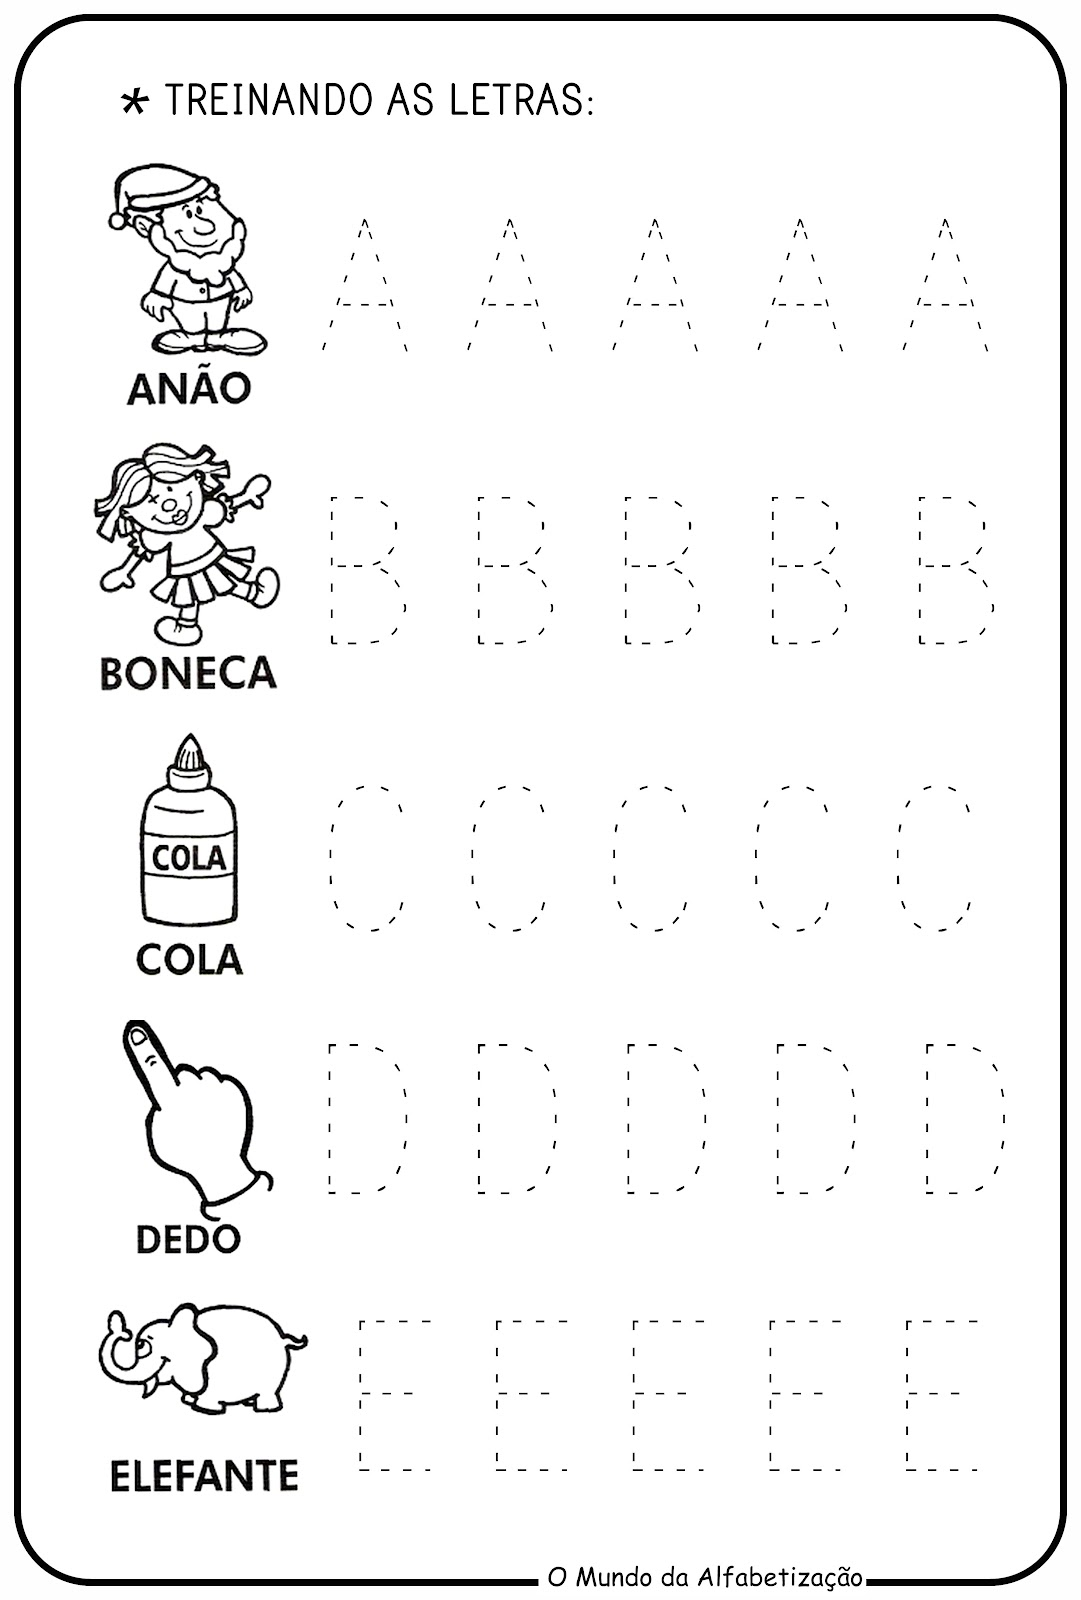 * TREINANDO AS LETRAS:
A A A A A
ANÃO
B B B B B
BONECA
COLA
C C C C C
COLA
D D D D D
DEDO
E E E E E
ELEFANTE
O Mundo da Alfabetização